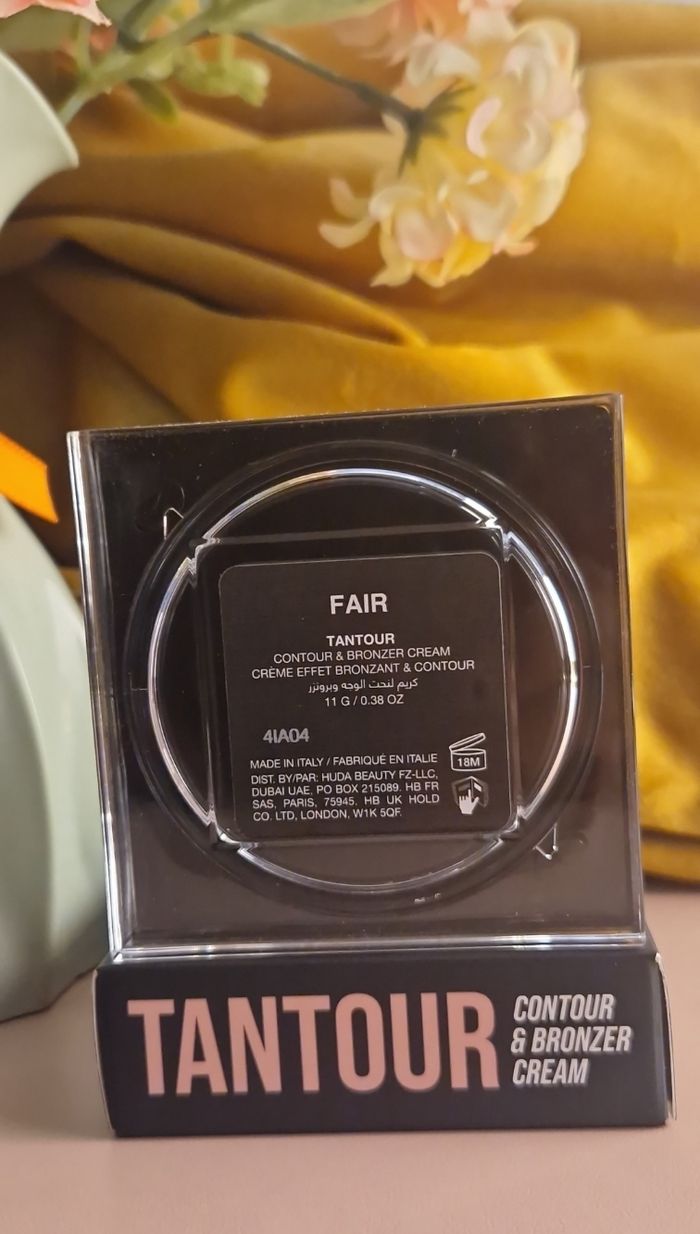 FAIR
TANTOUR
CONTOUR & BRONZER CREAM
CRÈME EFFET BRONZANT & CONTOUR
كريم لنحت الوجه وبرونزر
11 G / 0.38 OZ
4IA04
MADE IN ITALY / FABRIQUÉ EN ITALIE
DIST. BY/PAR: HUDA BEAUTY FZ-LLC,
DUBAI UAE, PO BOX 215089. HB FR
SAS, PARIS, 75945. HB UK HOLD
CO. LTD, LONDON, W1K 5QF.
18M
TANTOUR
CONTOUR
& BRONZER
CREAM